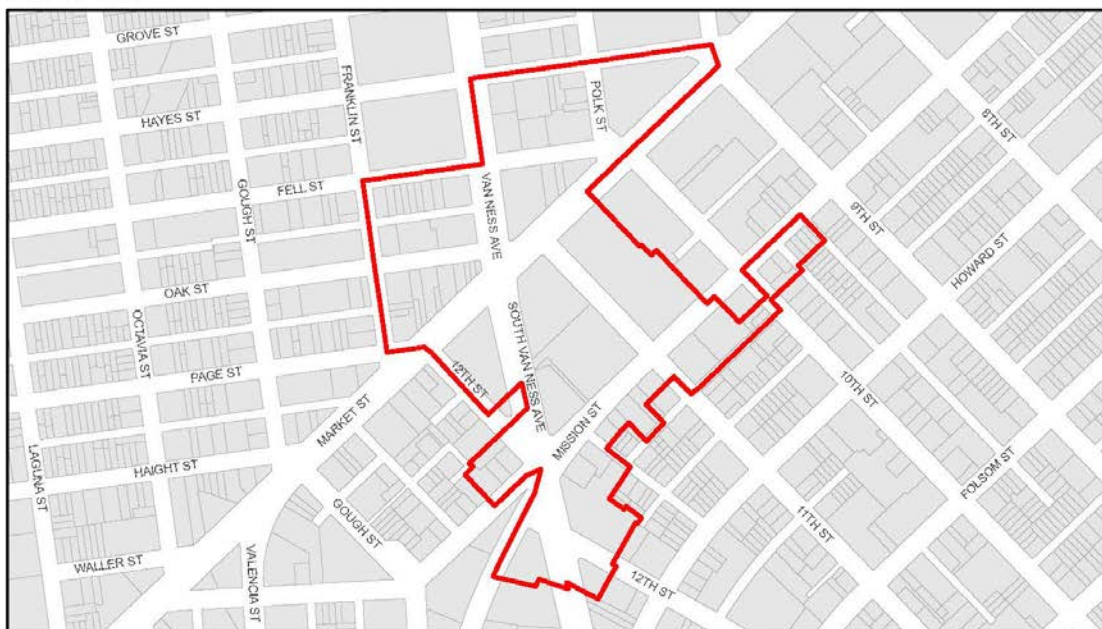 GROVE ST
HAYES ST
FRANKLIN ST
POLK ST
8TH ST
GOUGH ST
FELL ST
VAN NESS AVE
9TH ST
HOWARD ST
OAK ST
OCTAVIA ST
SOUTH VAN NESS AVE
PAGE ST
12TH ST
10TH ST
MARKET ST
MISSION ST
LAGUNA ST
HAIGHT ST
FOLSOM ST
GOUGH ST
11TH ST
WALLER ST
VALENCIA ST
12TH ST